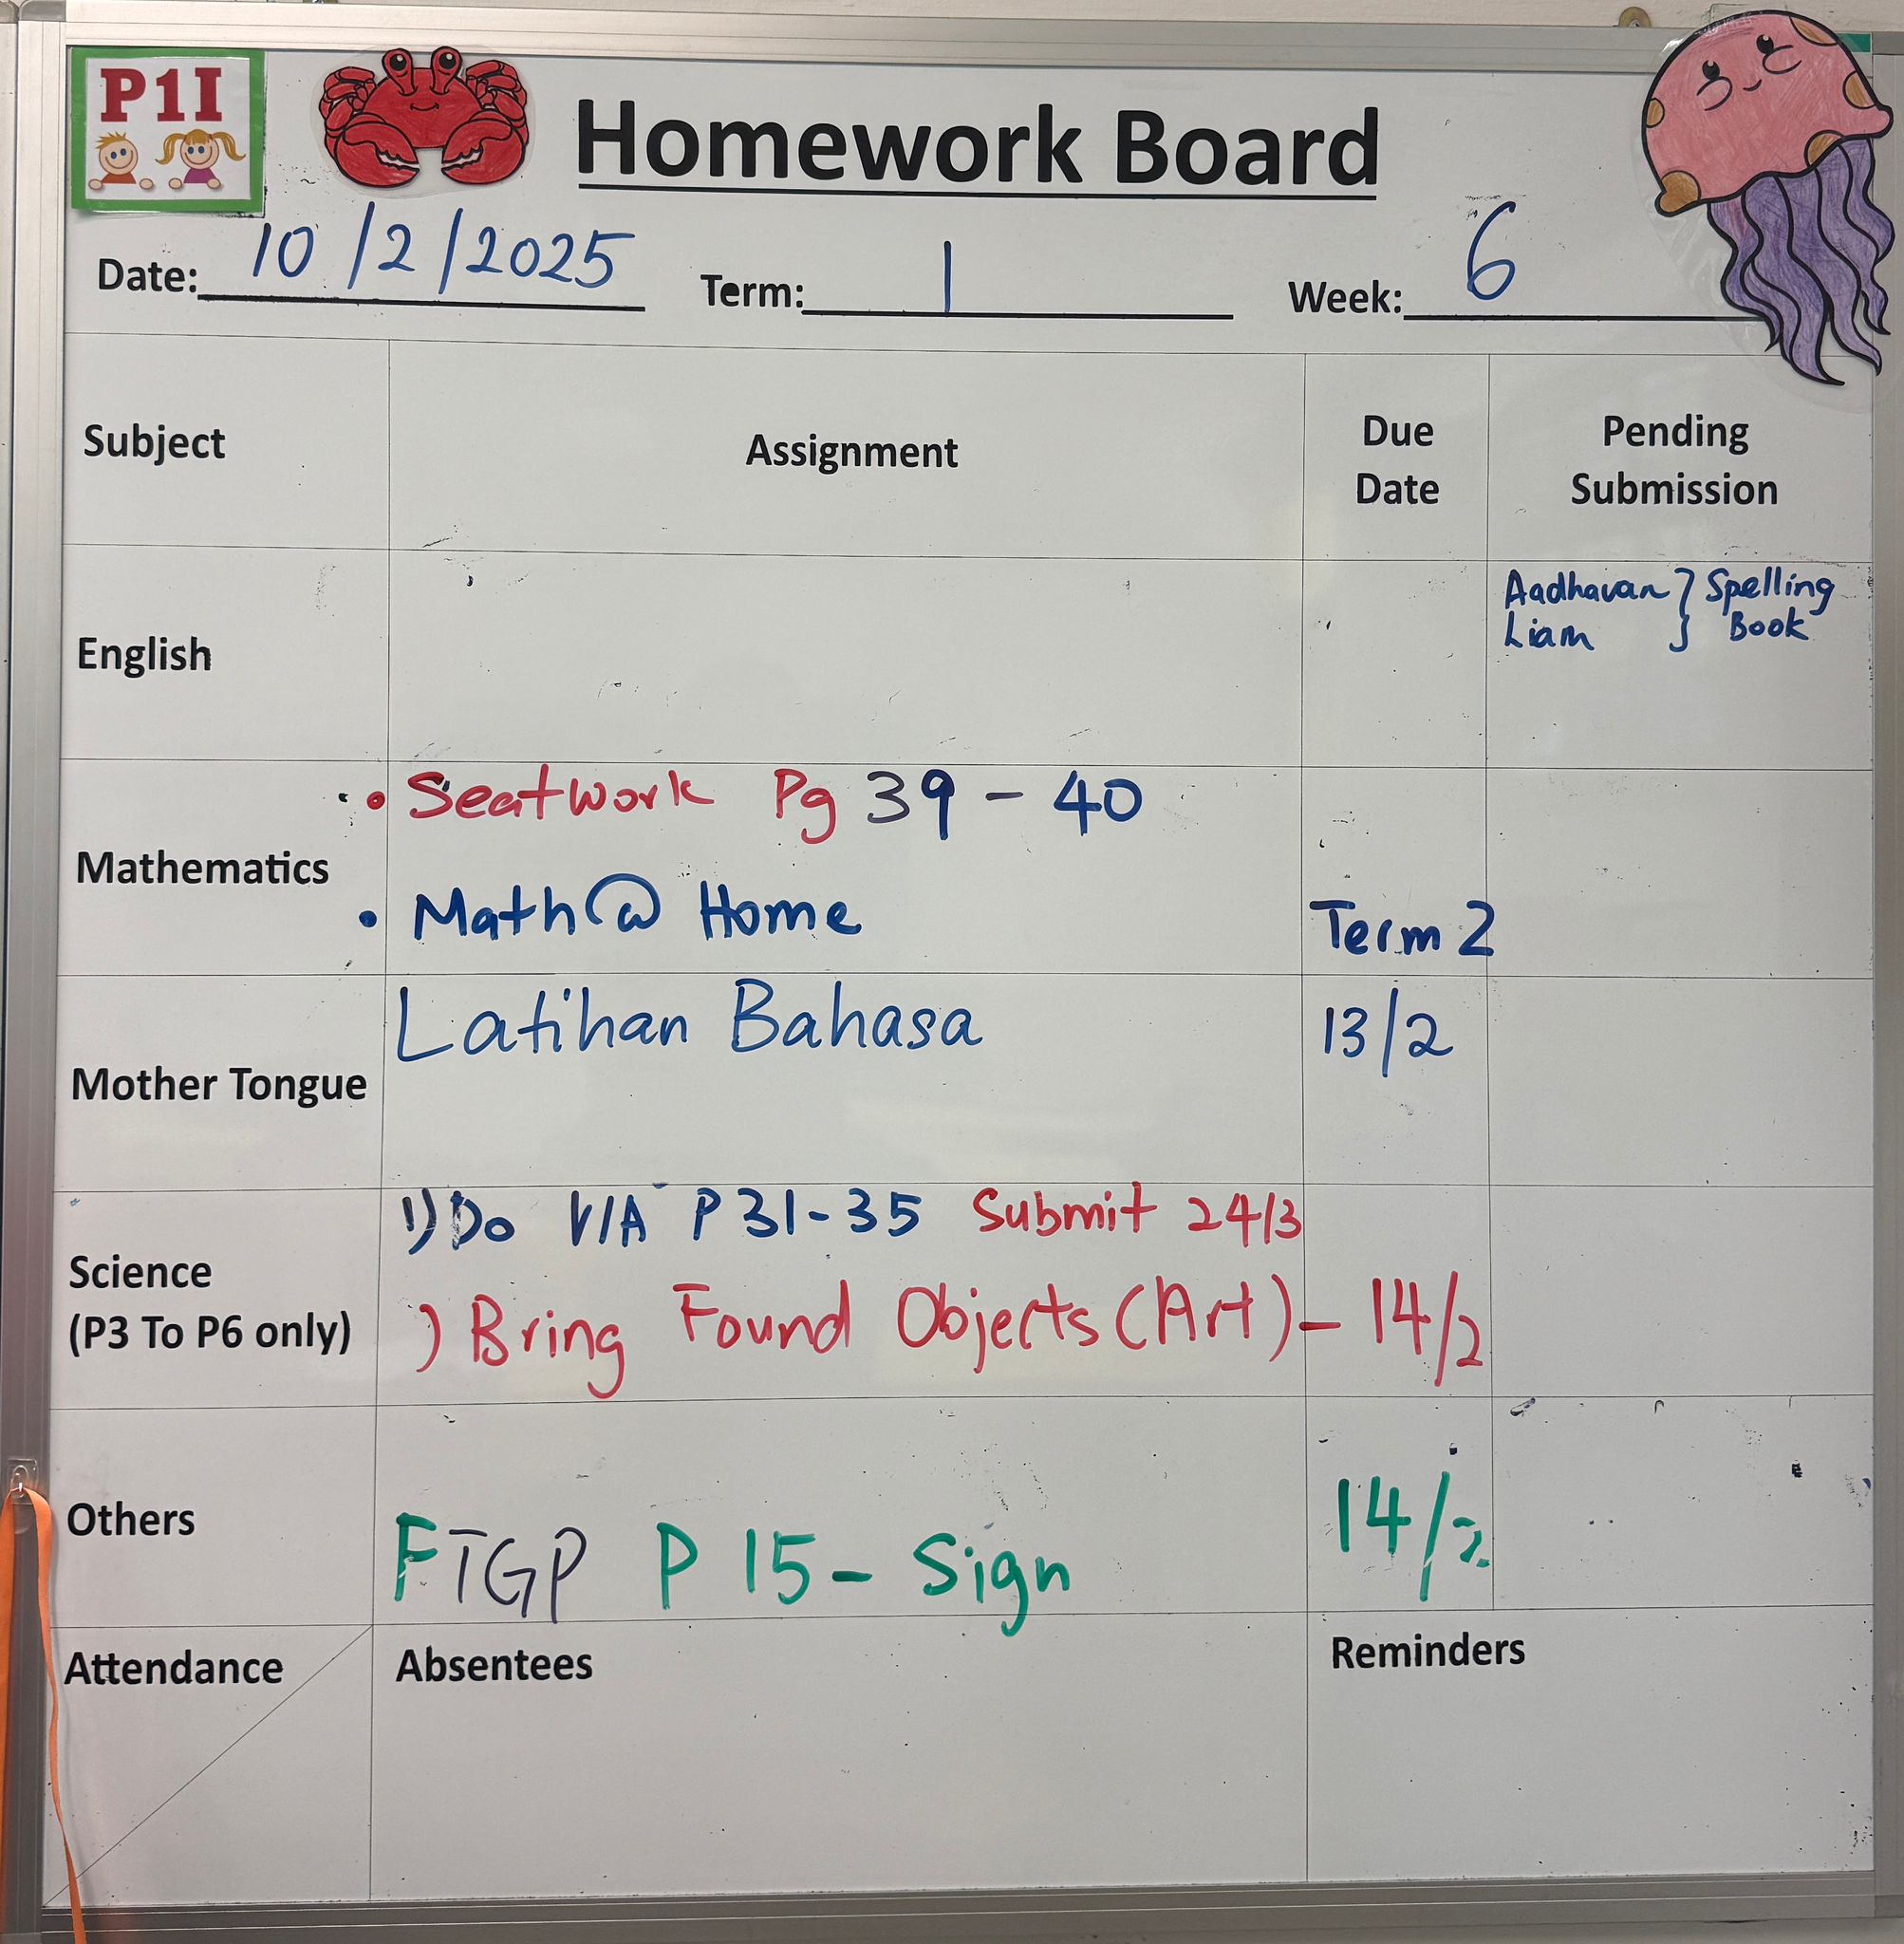 P1I
Homework Board
Date: 10/2/2025 Term: 1 Week: 6
Subject Assignment Due Date Pending Submission
English Aadhavan } Spelling
Liam } Book
Mathematics • Seatwork Pg 39 - 40
• Math@ Home Term 2
Mother Tongue Latihan Bahasa 13/2
Science (P3 To P6 only) 1) Do V/A P 31-35 Submit 24/3
) Bring Found Objects (Art) - 14/2
Others FTGP P 15 - Sign 14/2
Attendance Absentees Reminders